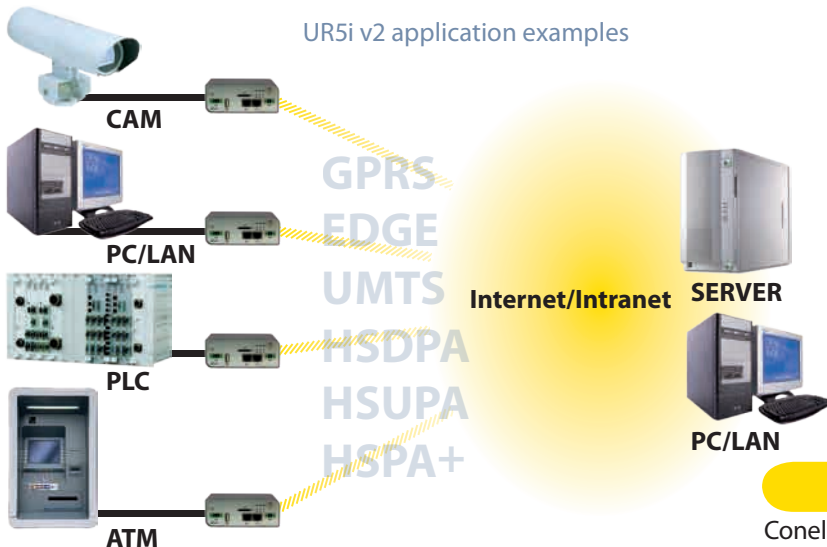 UR5i v2 application examples
CAM
PC/LAN
PLC
ATM
GPRS
EDGE
UMTS
HSDPA
HSUPA
HSPA+
Internet/Intranet
SERVER
PC/LAN
Conel